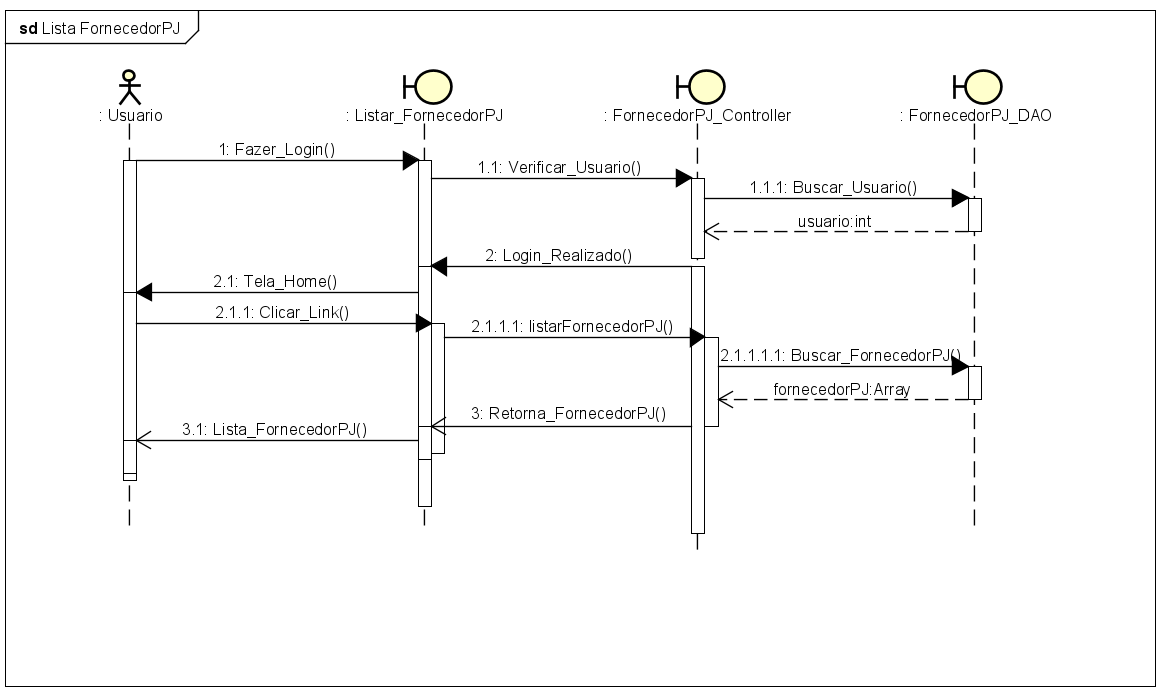 sd Lista FornecedorPJ
: Usuario
: Listar_FornecedorPJ
: FornecedorPJ_Controller
: FornecedorPJ_DAO
1: Fazer_Login()
1.1: Verificar_Usuario()
1.1.1: Buscar_Usuario()
usuario:int
2: Login_Realizado()
2.1: Tela_Home()
2.1.1: Clicar_Link()
2.1.1.1: listarFornecedorPJ()
2.1.1.1.1: Buscar_FornecedorPJ()
fornecedorPJ:Array
3: Retorna_FornecedorPJ()
3.1: Lista_FornecedorPJ()